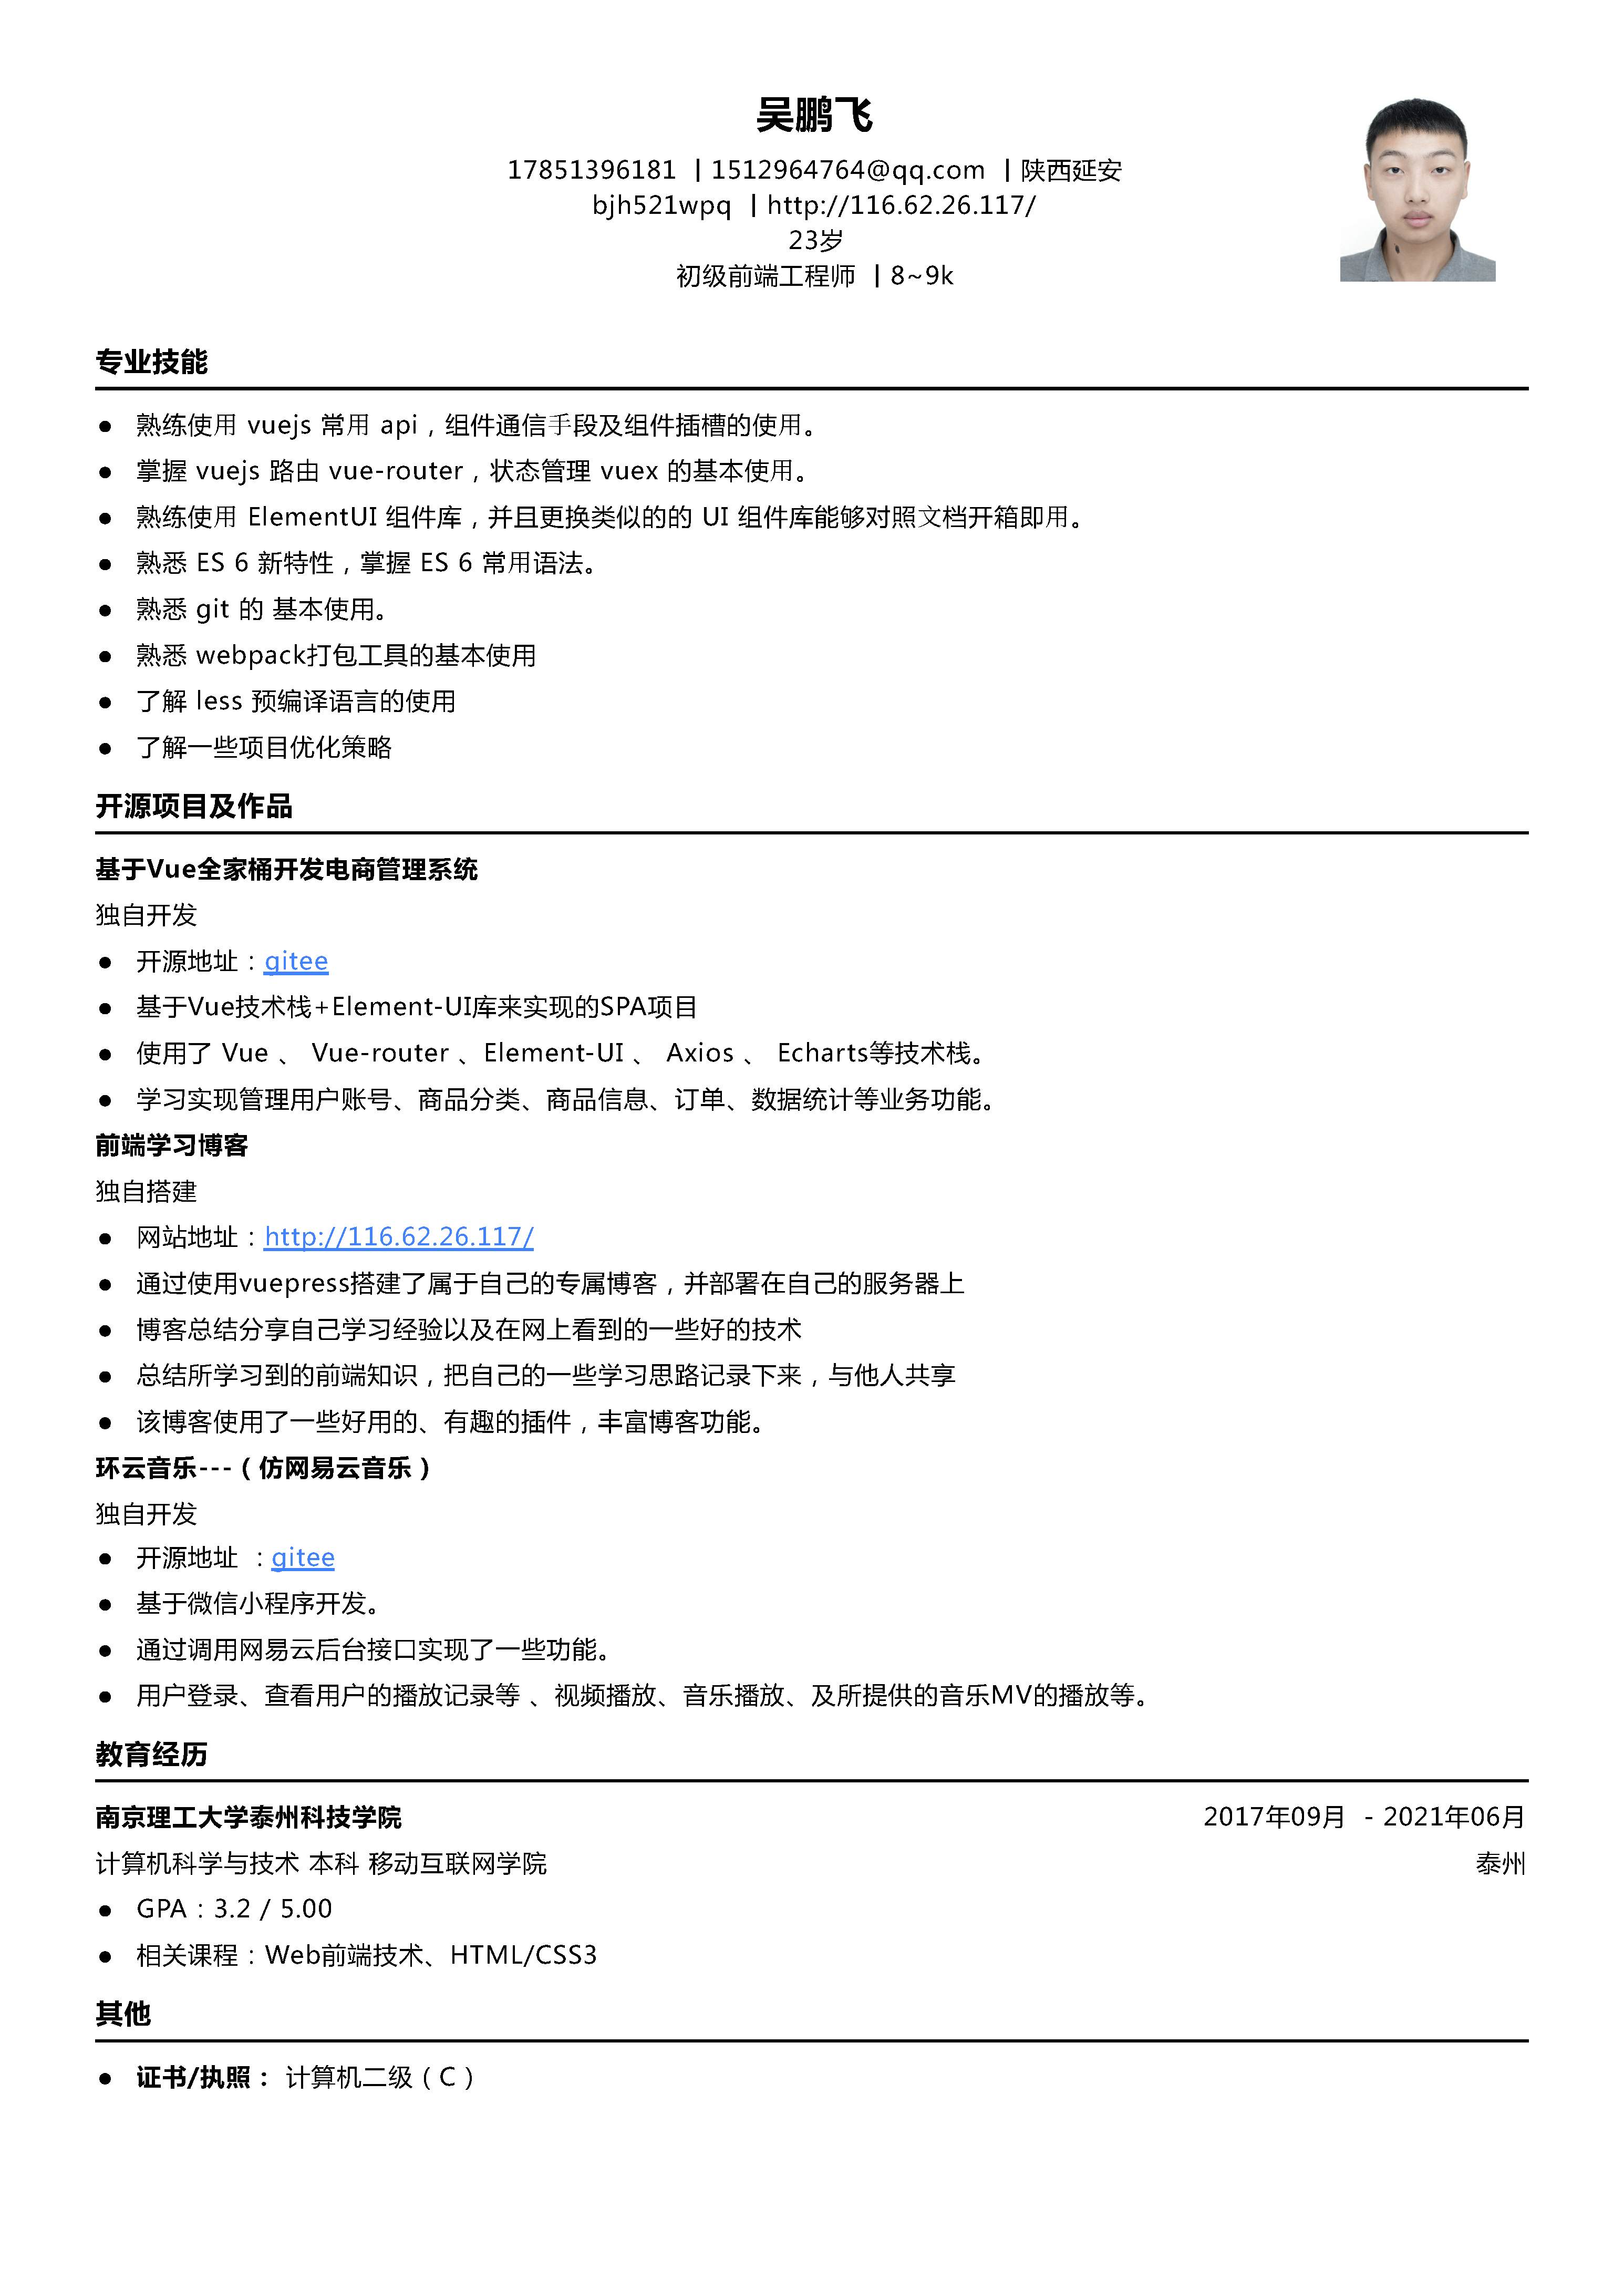 吴鹏飞
17851396181 | 1512964764@qq.com | 陕西延安
bjh521wpq | http://116.62.26.117/
23岁
初级前端工程师 | 8~9k
专业技能
● 熟练使用 vuejs 常用 api，组件通信手段及组件插槽的使用。
● 掌握 vuejs 路由 vue-router，状态管理 vuex 的基本使用。
● 熟练使用 ElementUI 组件库，并且更换类似的的 UI 组件库能够对照文档开箱即用。
● 熟悉 ES 6 新特性，掌握 ES 6 常用语法。
● 熟悉 git 的 基本使用。
● 熟悉 webpack打包工具的基本使用
● 了解 less 预编译语言的使用
● 了解一些项目优化策略
开源项目及作品
基于Vue全家桶开发电商管理系统
独自开发
● 开源地址：gitee
● 基于Vue技术栈+Element-UI库来实现的SPA项目
● 使用了 Vue 、 Vue-router 、Element-UI 、 Axios 、 Echarts等技术栈。
● 学习实现管理用户账号、商品分类、商品信息、订单、数据统计等业务功能。
前端学习博客
独自搭建
● 网站地址：http://116.62.26.117/
● 通过使用vuepress搭建了属于自己的专属博客，并部署在自己的服务器上
● 博客总结分享自己学习经验以及在网上看到的一些好的技术
● 总结所学习到的前端知识，把自己的一些学习思路记录下来，与他人共享
● 该博客使用了一些好用的、有趣的插件，丰富博客功能。
环云音乐---（仿网易云音乐）
独自开发
● 开源地址 ：gitee
● 基于微信小程序开发。
● 通过调用网易云后台接口实现了一些功能。
● 用户登录、查看用户的播放记录等 、视频播放、音乐播放、及所提供的音乐MV的播放等。
教育经历
南京理工大学泰州科技学院 2017年09月 - 2021年06月
计算机科学与技术 本科 移动互联网学院 泰州
● GPA：3.2 / 5.00
● 相关课程：Web前端技术、HTML/CSS3
其他
● 证书/执照： 计算机二级（C）